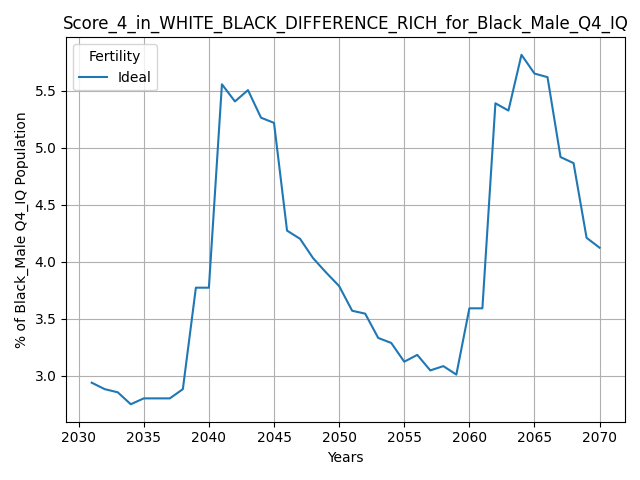 Score_4_in_WHITE_BLACK_DIFFERENCE_RICH_for_Black_Male_Q4_IQ
Fertility
Ideal
% of Black_Male Q4_IQ Population
5.5
5.0
4.5
4.0
3.5
3.0
2030 2035 2040 2045 2050 2055 2060 2065 2070
Years